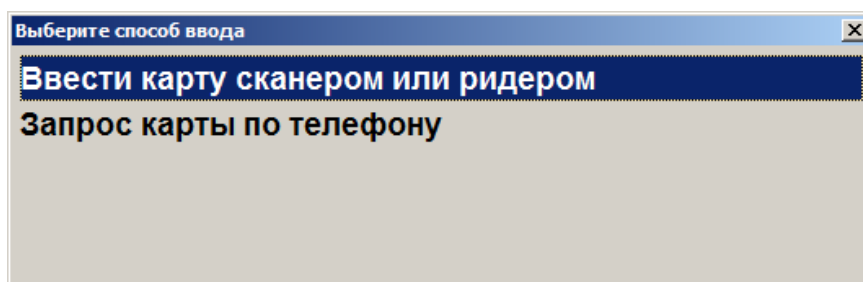 Выберите способ ввода
Ввести карту сканером или ридером
Запрос карты по телефону